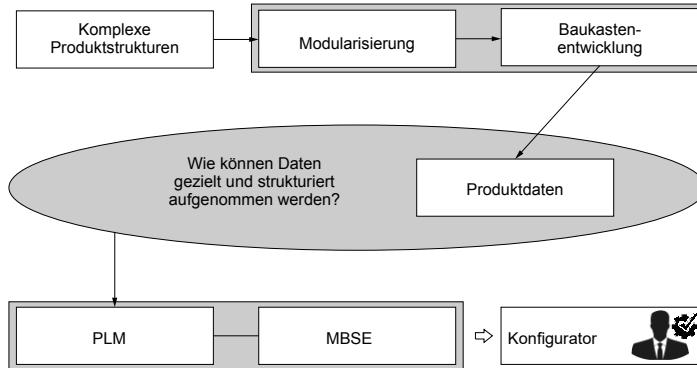 Komplexe
Produktstrukturen
Modularisierung
Baukasten-
entwicklung
Wie können Daten
gezielt und strukturiert
aufgenommen werden?
Produktdaten
PLM
MBSE
Konfigurator